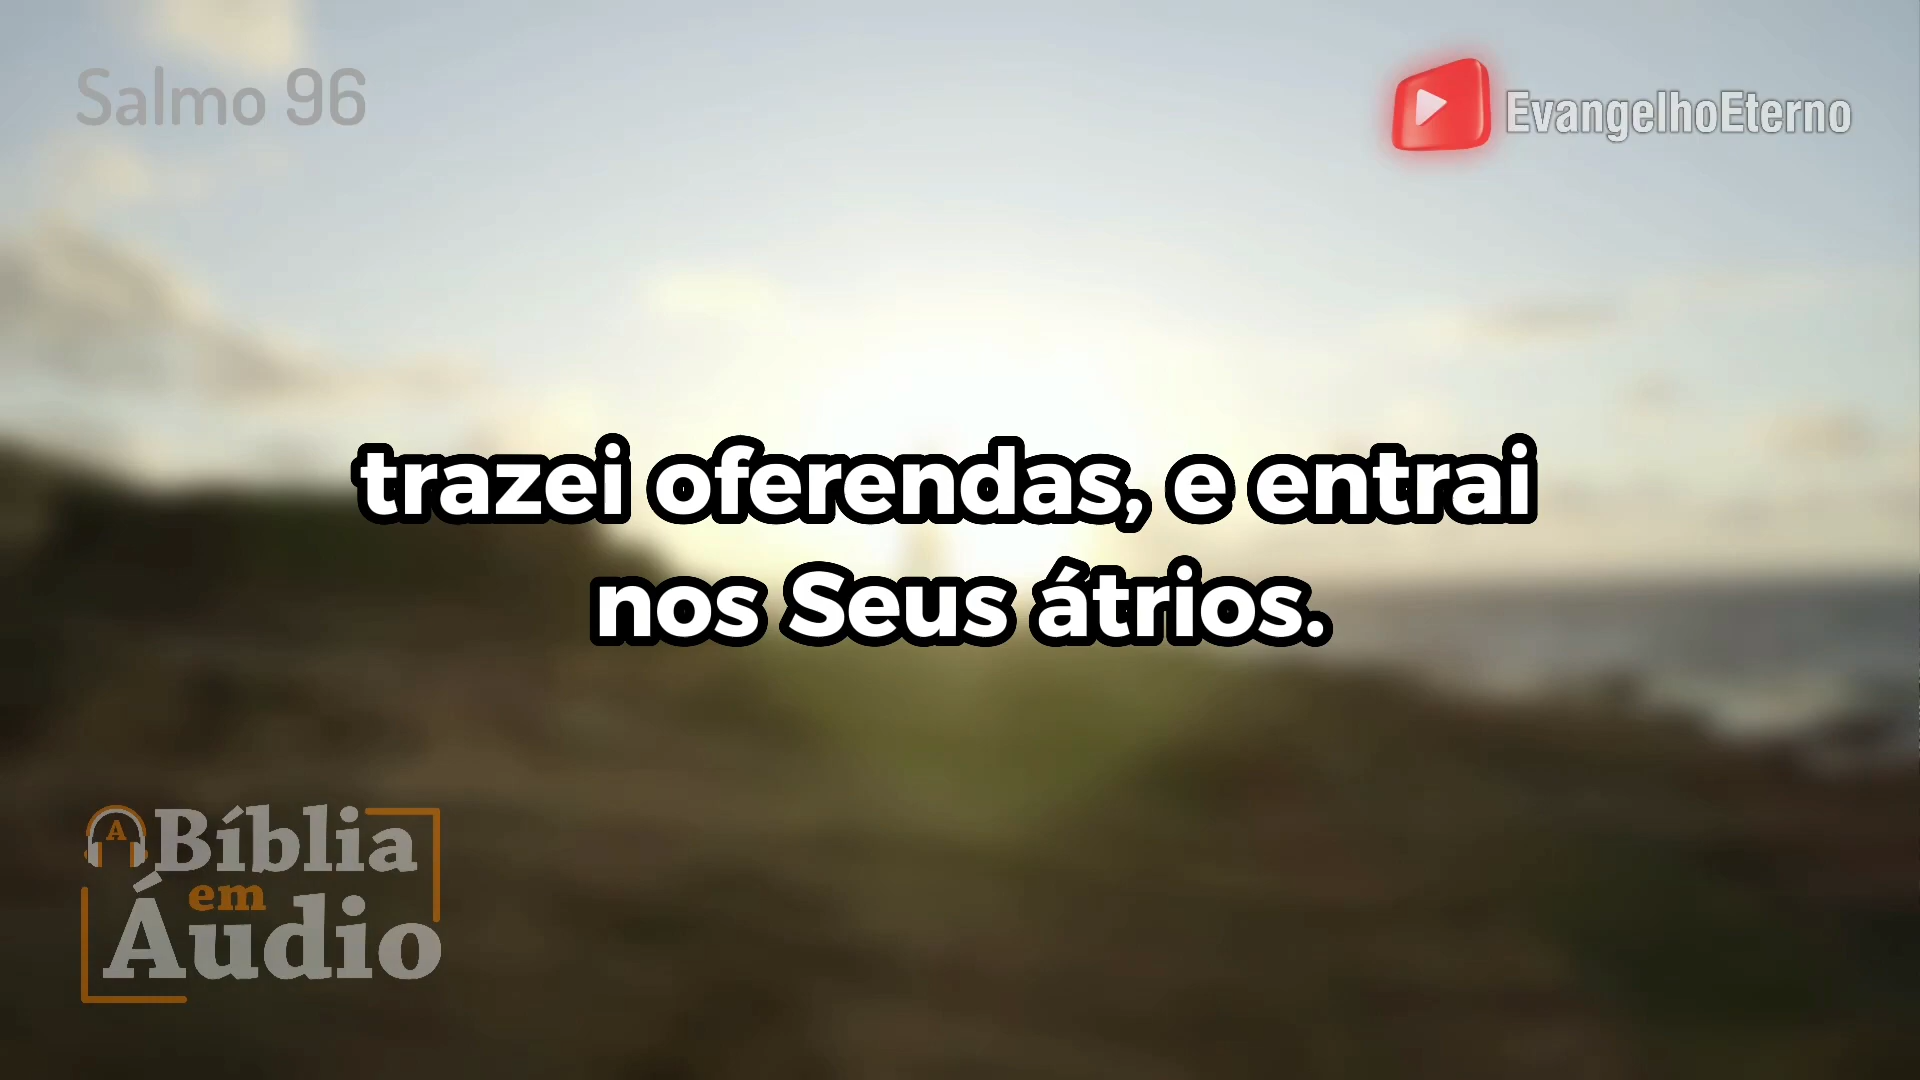 Salmo 96
EvangelhoEterno
trazei oferendas, e entrai
nos Seus átrios.
A Bíblia
em
Áudio